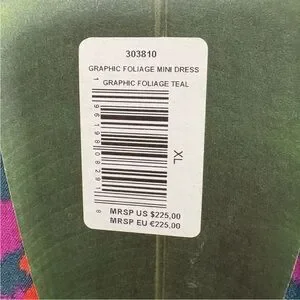 303810
GRAPHIC FOLIAGE MINI DRESS
GRAPHIC FOLIAGE TEAL
XL
MRSP US $225,00
MRSP EU €225,00